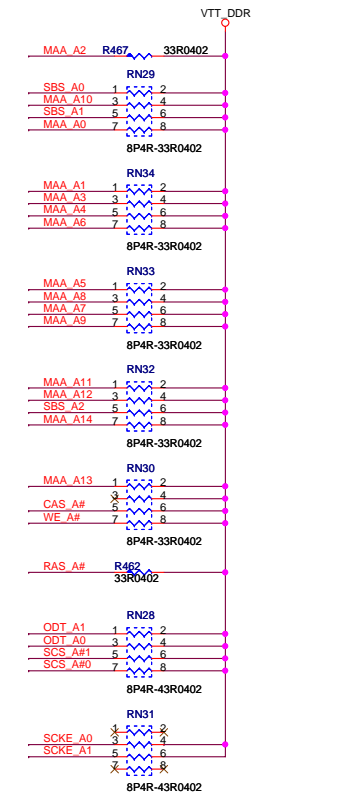 VTT_DDR
MAA_A2 R467 33R0402
RN29
SBS_A0 1 2
MAA_A10 3 4
SBS_A1 5 6
MAA_A0 7 8
8P4R-33R0402
RN34
MAA_A1 1 2
MAA_A3 3 4
MAA_A4 5 6
MAA_A6 7 8
8P4R-33R0402
RN33
MAA_A5 1 2
MAA_A8 3 4
MAA_A7 5 6
MAA_A9 7 8
8P4R-33R0402
RN32
MAA_A11 1 2
MAA_A12 3 4
SBS_A2 5 6
MAA_A14 7 8
8P4R-33R0402
RN30
MAA_A13 1 2
3 4
CAS_A# 5 6
WE_A# 7 8
8P4R-33R0402
RAS_A# R462
33R0402
RN28
ODT_A1 1 2
ODT_A0 3 4
SCS_A#1 5 6
SCS_A#0 7 8
8P4R-43R0402
RN31
1 2
SCKE_A0 3 4
SCKE_A1 5 6
7 8
8P4R-43R0402